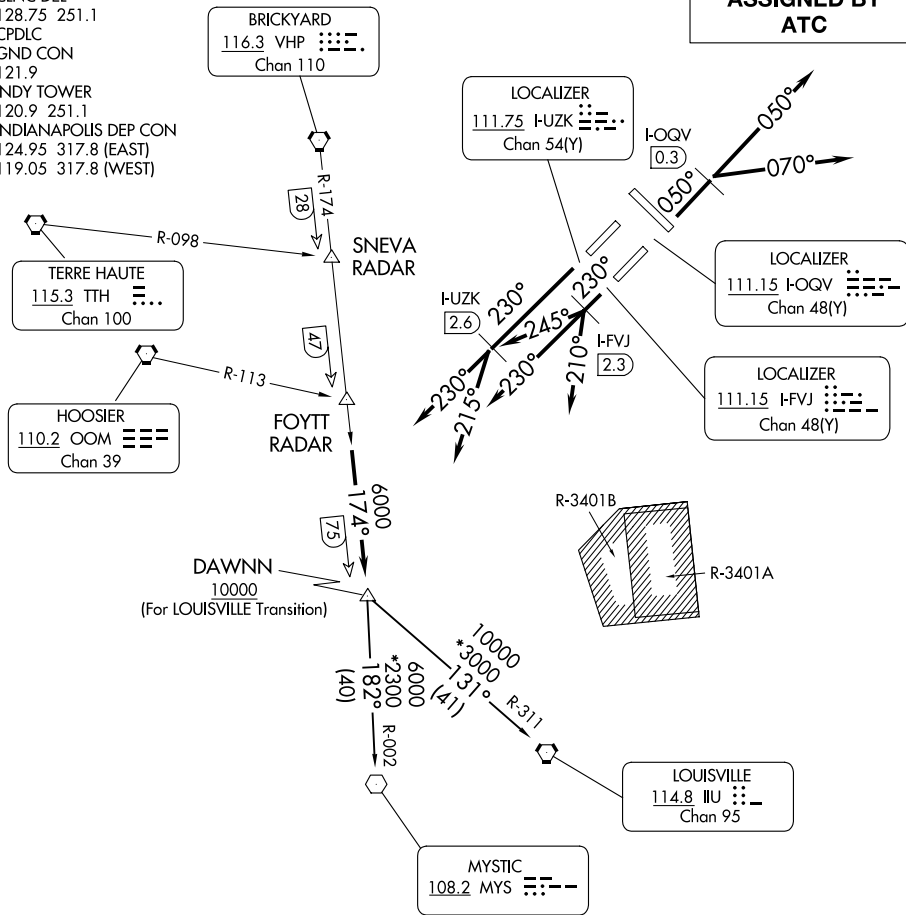 128.75 251.1
CPDLC
GND CON
121.9
INDY TOWER
120.9 251.1
INDIANAPOLIS DEP CON
124.95 317.8 (EAST)
119.05 317.8 (WEST)
ASSIGNED BY
ATC
BRICKYARD
116.3 VHP
Chan 110
LOCALIZER
111.75 I-UZK
Chan 54(Y)
I-OQV
0.3
050°
050°
070°
R-174
28
R-098
SNEVA
RADAR
TERRE HAUTE
115.3 TTH
Chan 100
LOCALIZER
111.15 I-OQV
Chan 48(Y)
I-UZK
2.6
230°
230°
245°
I-FVJ
2.3
230°
215°
230°
210°
47
R-113
LOCALIZER
111.15 I-FVJ
Chan 48(Y)
HOOSIER
110.2 OOM
Chan 39
FOYTT
RADAR
6000
174°
75
R-3401B
R-3401A
DAWNN
10000
(For LOUISVILLE Transition)
6000
*2300
182°
(40)
R-002
10000
*3000
131°
(41)
R-311
LOUISVILLE
114.8 IIU
Chan 95
MYSTIC
108.2 MYS